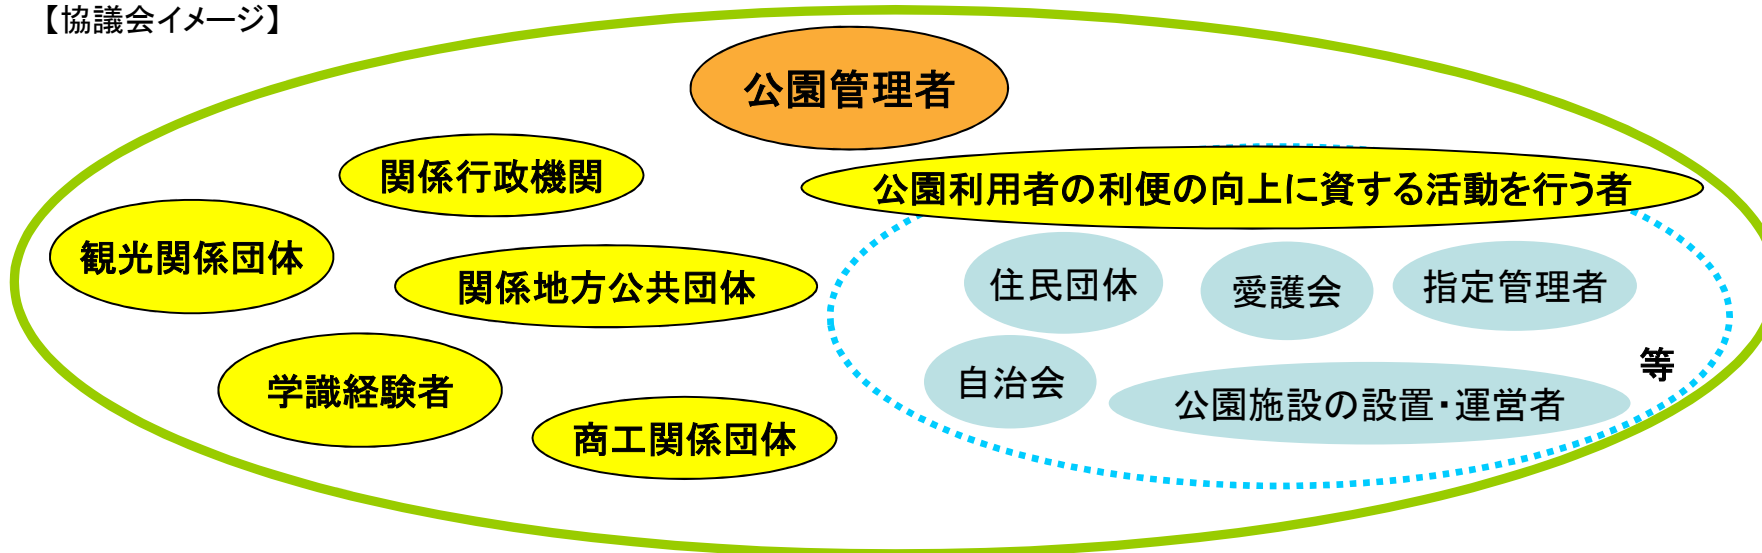 【協議会イメージ】
公園管理者
関係行政機関
公園利用者の利便の向上に資する活動を行う者
観光関係団体
関係地方公共団体
住民団体
愛護会
指定管理者
等
学識経験者
自治会
公園施設の設置・運営者
商工関係団体